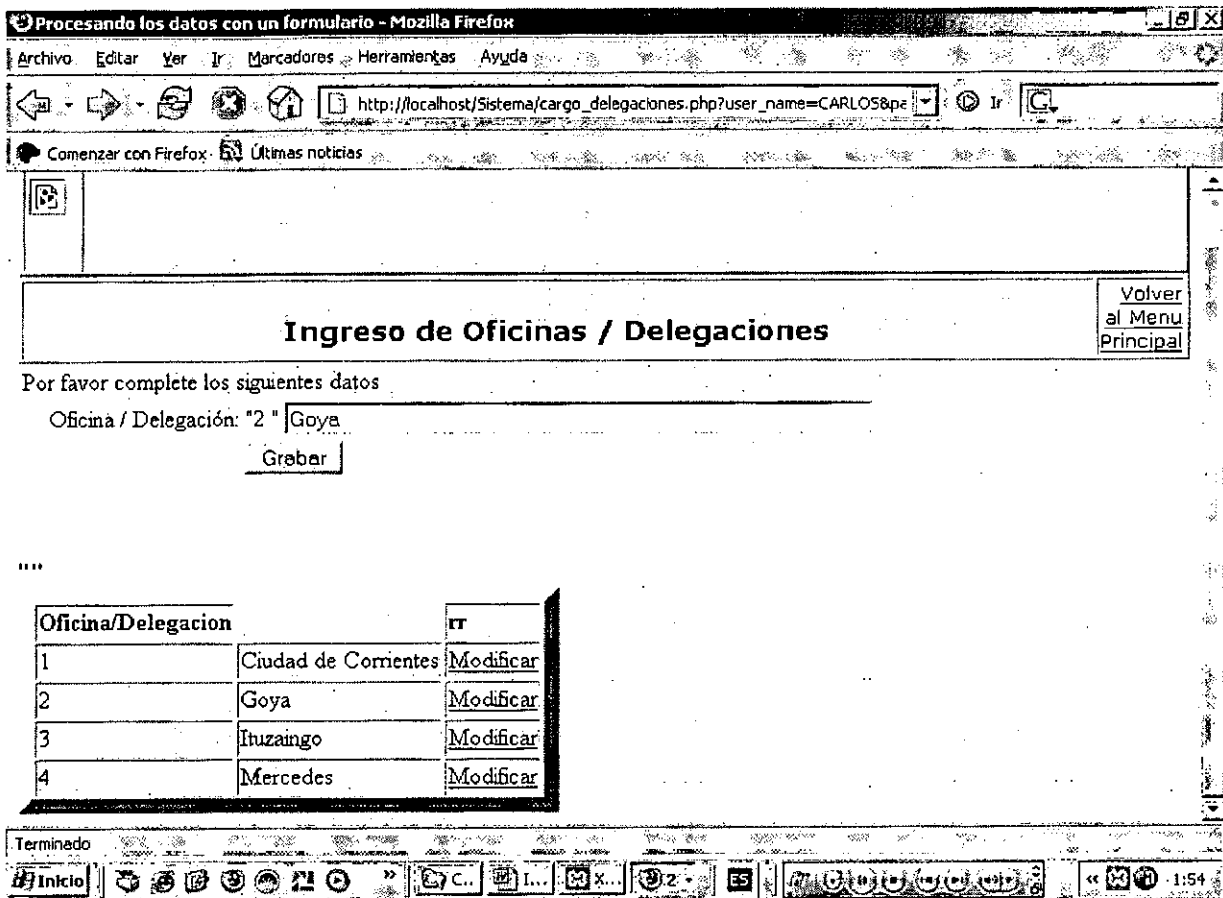 Procesando los datos con un formulario - Mozilla Firefox
Archivo Editar Ver Ir Marcadores Herramientas Ayuda
http://localhost/Sistema/cargo_delegaciones.php?user_name=CARLOS&pa Ir
Comenzar con Firefox Últimas noticias
Ingreso de Oficinas / Delegaciones
Volver
al Menu
Principal
Por favor complete los siguientes datos
Oficina / Delegación: "2 " Goya
Grabar
""
Oficina/Delegacion IT
1 Ciudad de Corrientes Modificar
2 Goya Modificar
3 Ituzaingo Modificar
4 Mercedes Modificar
Terminado
Inicio » C... I... X... 2 ES « 1:54